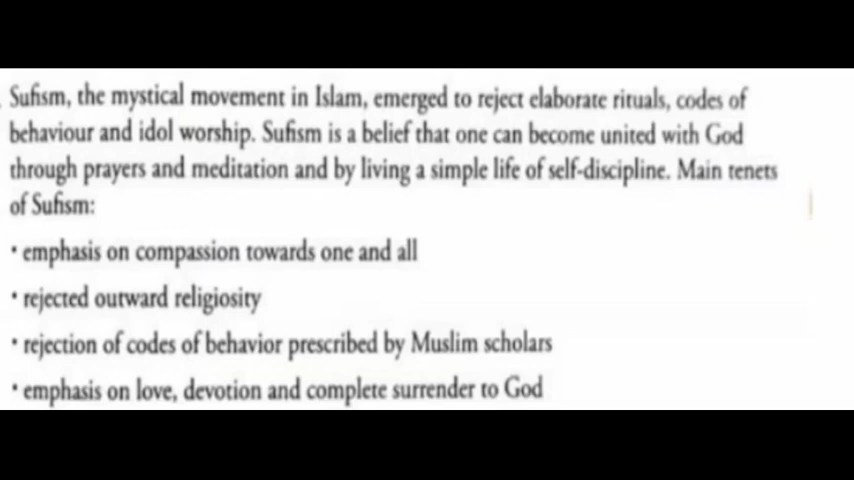 Sufism, the mystical movement in Islam, emerged to reject elaborate rituals, codes of
behaviour and idol worship. Sufism is a belief that one can become united with God
through prayers and meditation and by living a simple life of self-discipline. Main tenets
of Sufism:
• emphasis on compassion towards one and all
• rejected outward religiosity
• rejection of codes of behavior prescribed by Muslim scholars
• emphasis on love, devotion and complete surrender to God